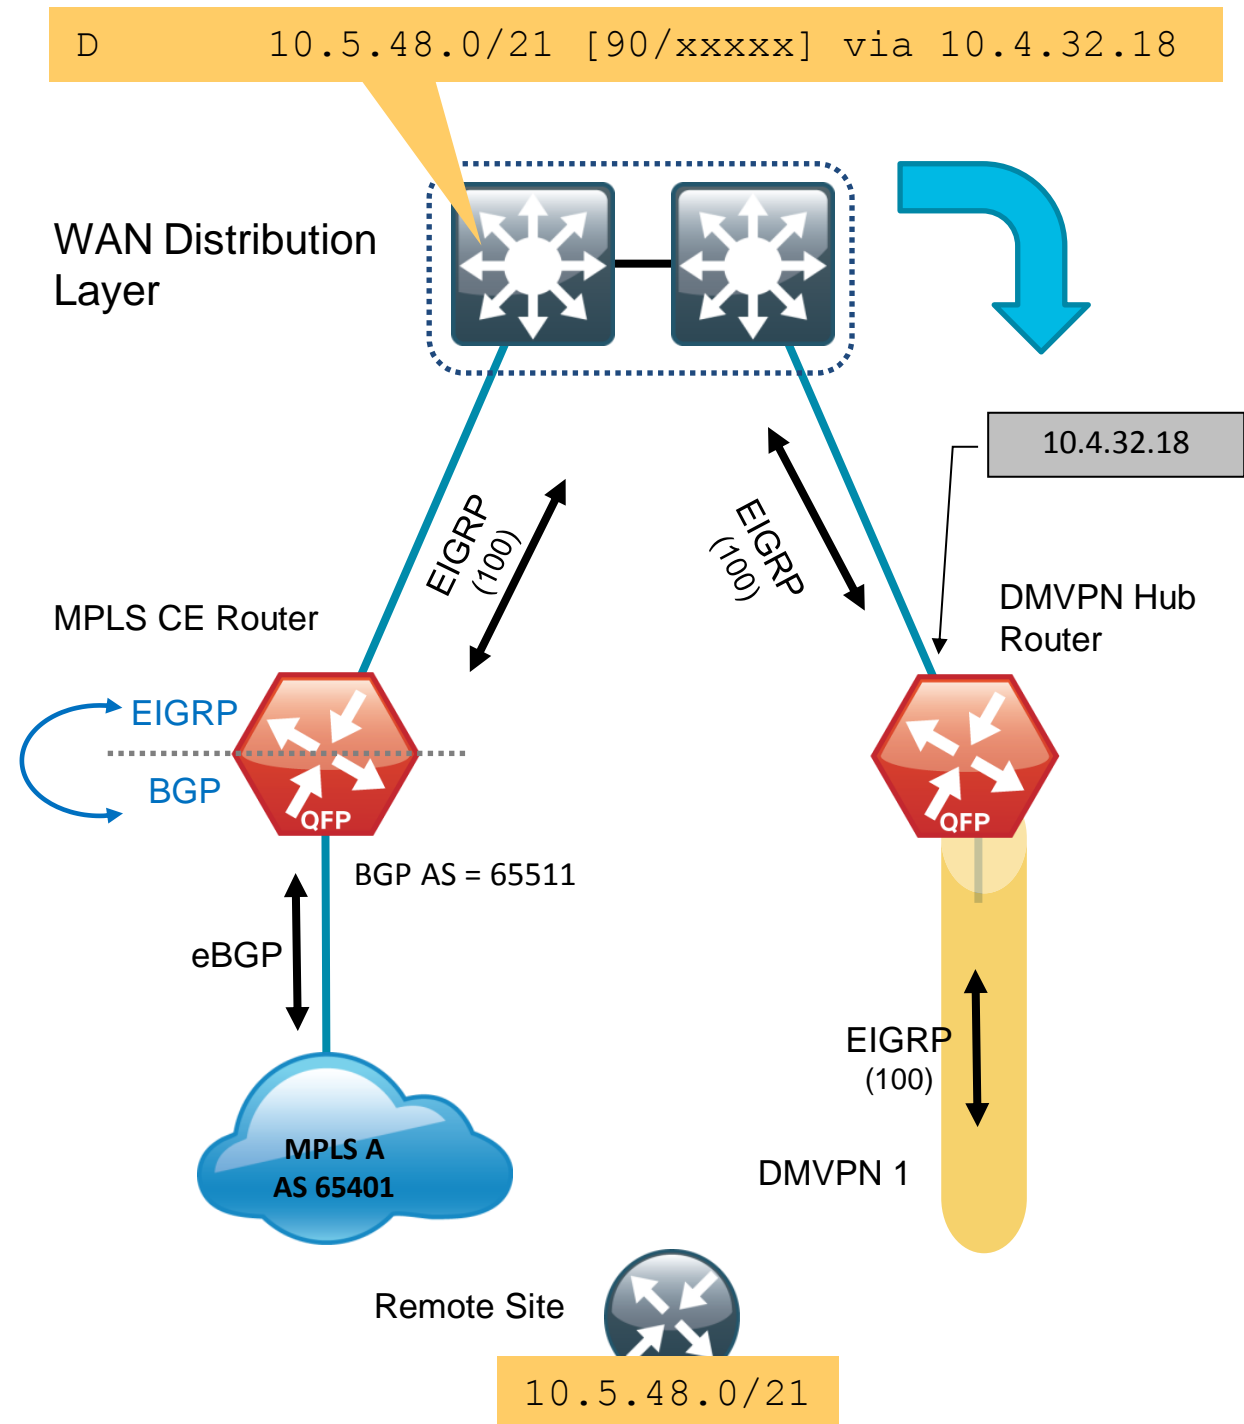 D 10.5.48.0/21 [90/xxxxx] via 10.4.32.18
WAN Distribution
Layer
10.4.32.18
EIGRP
(100)
EIGRP
(100)
MPLS CE Router
DMVPN Hub
Router
EIGRP
BGP
QFP
QFP
BGP AS = 65511
eBGP
EIGRP
(100)
MPLS A
AS 65401
DMVPN 1
Remote Site
10.5.48.0/21